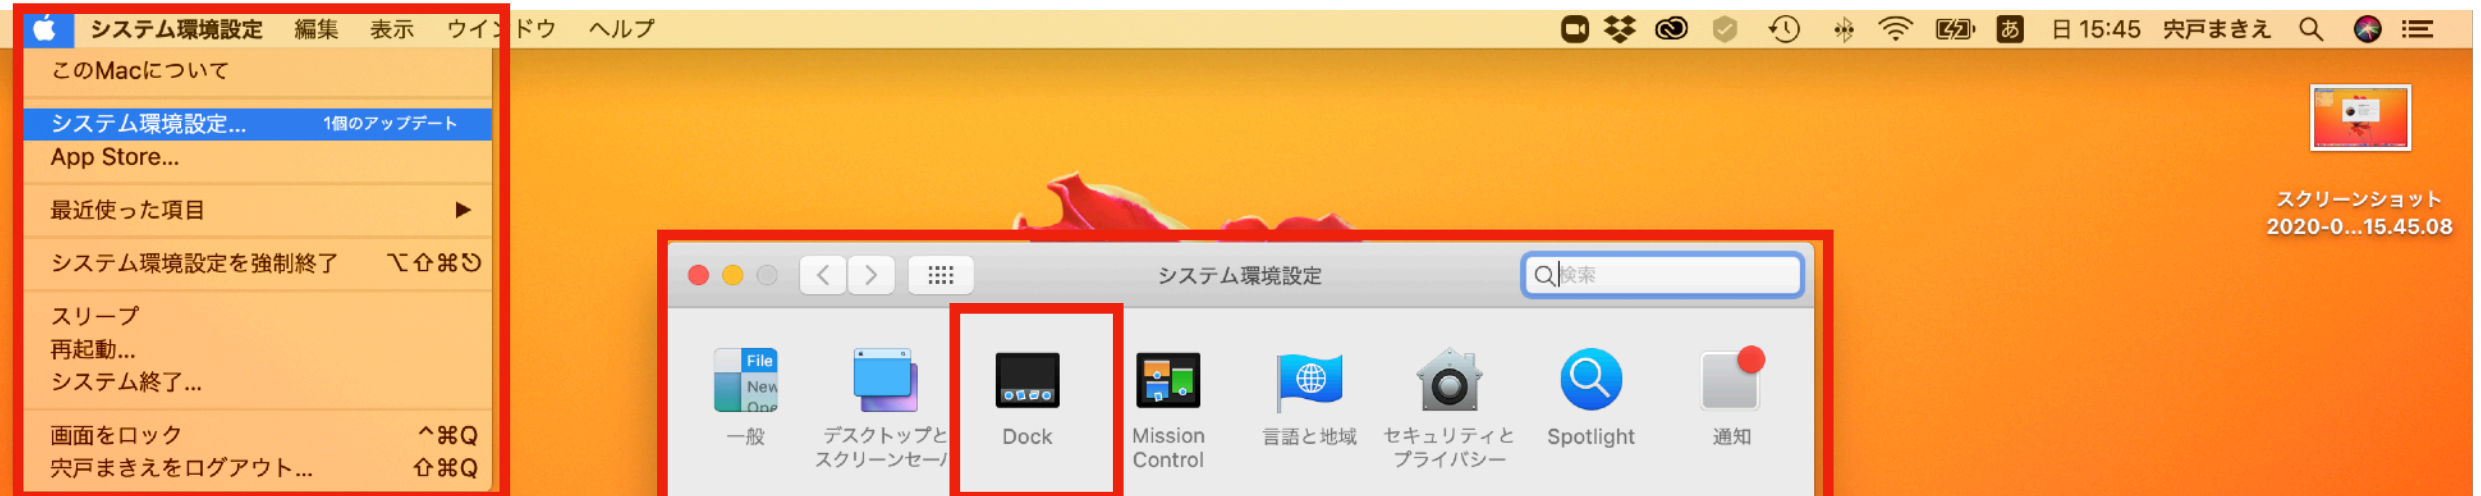 システム環境設定 編集 表示 ウインドウ ヘルプ あ 日 15:45 宍戸まきえ
このMacについて
システム環境設定... 1個のアップデート
App Store...
最近使った項目 ▶
システム環境設定を強制終了 ⌥⇧⌘⎋
スリープ
再起動...
システム終了...
画面をロック ^⌘Q
宍戸まきえをログアウト... ⇧⌘Q
スクリーンショット
2020-0...15.45.08
システム環境設定
検索
File
New
Ope
一般
デスクトップと
スクリーンセー
Dock
Mission
Control
言語と地域
セキュリティと
プライバシー
Spotlight
通知